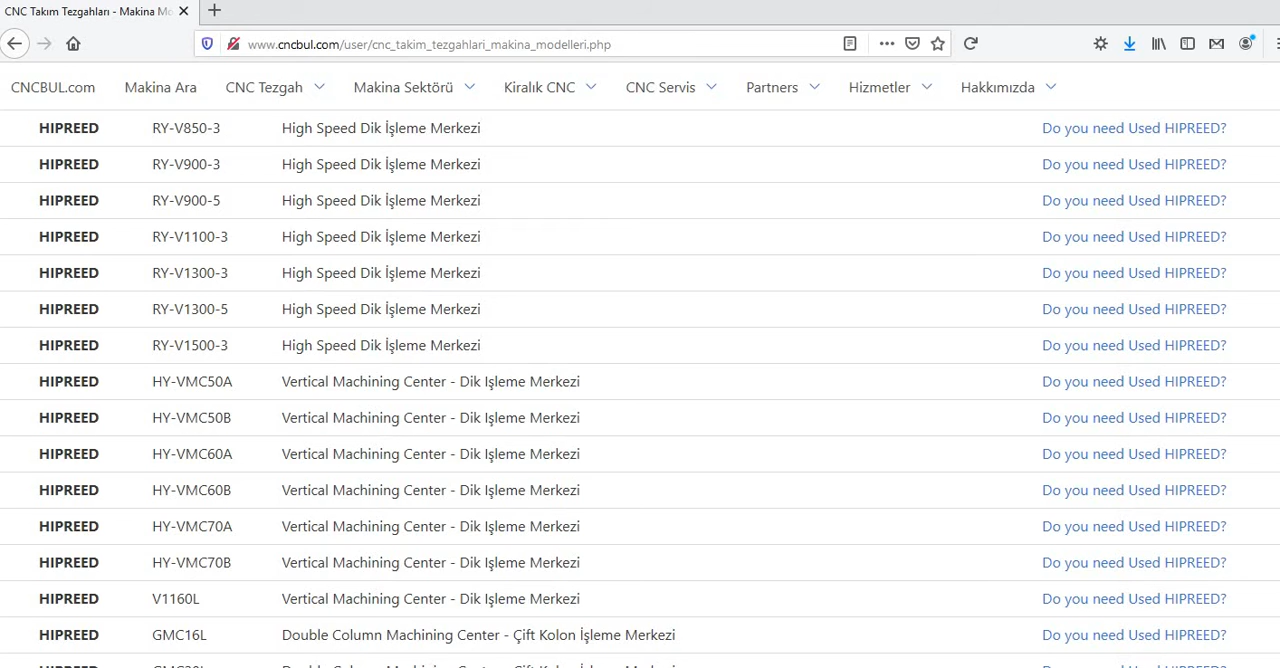 CNC Takım Tezgahları - Makina Mo
www.cncbul.com/user/cnc_takim_tezgahlari_makina_modelleri.php
CNCBUL.com Makina Ara CNC Tezgah Makina Sektörü Kiralık CNC CNC Servis Partners Hizmetler Hakkımızda
HIPREED RY-V850-3 High Speed Dik İşleme Merkezi Do you need Used HIPREED?
HIPREED RY-V900-3 High Speed Dik İşleme Merkezi Do you need Used HIPREED?
HIPREED RY-V900-5 High Speed Dik İşleme Merkezi Do you need Used HIPREED?
HIPREED RY-V1100-3 High Speed Dik İşleme Merkezi Do you need Used HIPREED?
HIPREED RY-V1300-3 High Speed Dik İşleme Merkezi Do you need Used HIPREED?
HIPREED RY-V1300-5 High Speed Dik İşleme Merkezi Do you need Used HIPREED?
HIPREED RY-V1500-3 High Speed Dik İşleme Merkezi Do you need Used HIPREED?
HIPREED HY-VMC50A Vertical Machining Center - Dik Işleme Merkezi Do you need Used HIPREED?
HIPREED HY-VMC50B Vertical Machining Center - Dik Işleme Merkezi Do you need Used HIPREED?
HIPREED HY-VMC60A Vertical Machining Center - Dik Işleme Merkezi Do you need Used HIPREED?
HIPREED HY-VMC60B Vertical Machining Center - Dik Işleme Merkezi Do you need Used HIPREED?
HIPREED HY-VMC70A Vertical Machining Center - Dik Işleme Merkezi Do you need Used HIPREED?
HIPREED HY-VMC70B Vertical Machining Center - Dik Işleme Merkezi Do you need Used HIPREED?
HIPREED V1160L Vertical Machining Center - Dik Işleme Merkezi Do you need Used HIPREED?
HIPREED GMC16L Double Column Machining Center - Çift Kolon İşleme Merkezi Do you need Used HIPREED?